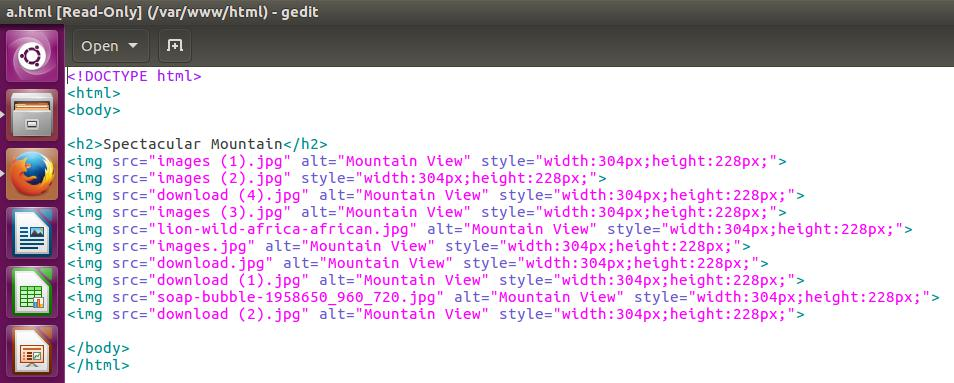 a.html [Read-Only] (/var/www/html) - gedit
Open
<!DOCTYPE html>
<html>
<body>
<h2>Spectacular Mountain</h2>
<img src="images (1).jpg" alt="Mountain View" style="width:304px;height:228px;">
<img src="images (2).jpg" style="width:304px;height:228px;">
<img src="download (4).jpg" alt="Mountain View" style="width:304px;height:228px;">
<img src="images (3).jpg" alt="Mountain View" style="width:304px;height:228px;">
<img src="lion-wild-africa-african.jpg" alt="Mountain View" style="width:304px;height:228px;">
<img src="images.jpg" alt="Mountain View" style="width:304px;height:228px;">
<img src="download.jpg" alt="Mountain View" style="width:304px;height:228px;">
<img src="download (1).jpg" alt="Mountain View" style="width:304px;height:228px;">
<img src="soap-bubble-1958650_960_720.jpg" alt="Mountain View" style="width:304px;height:228px;">
<img src="download (2).jpg" alt="Mountain View" style="width:304px;height:228px;">
</body>
</html>